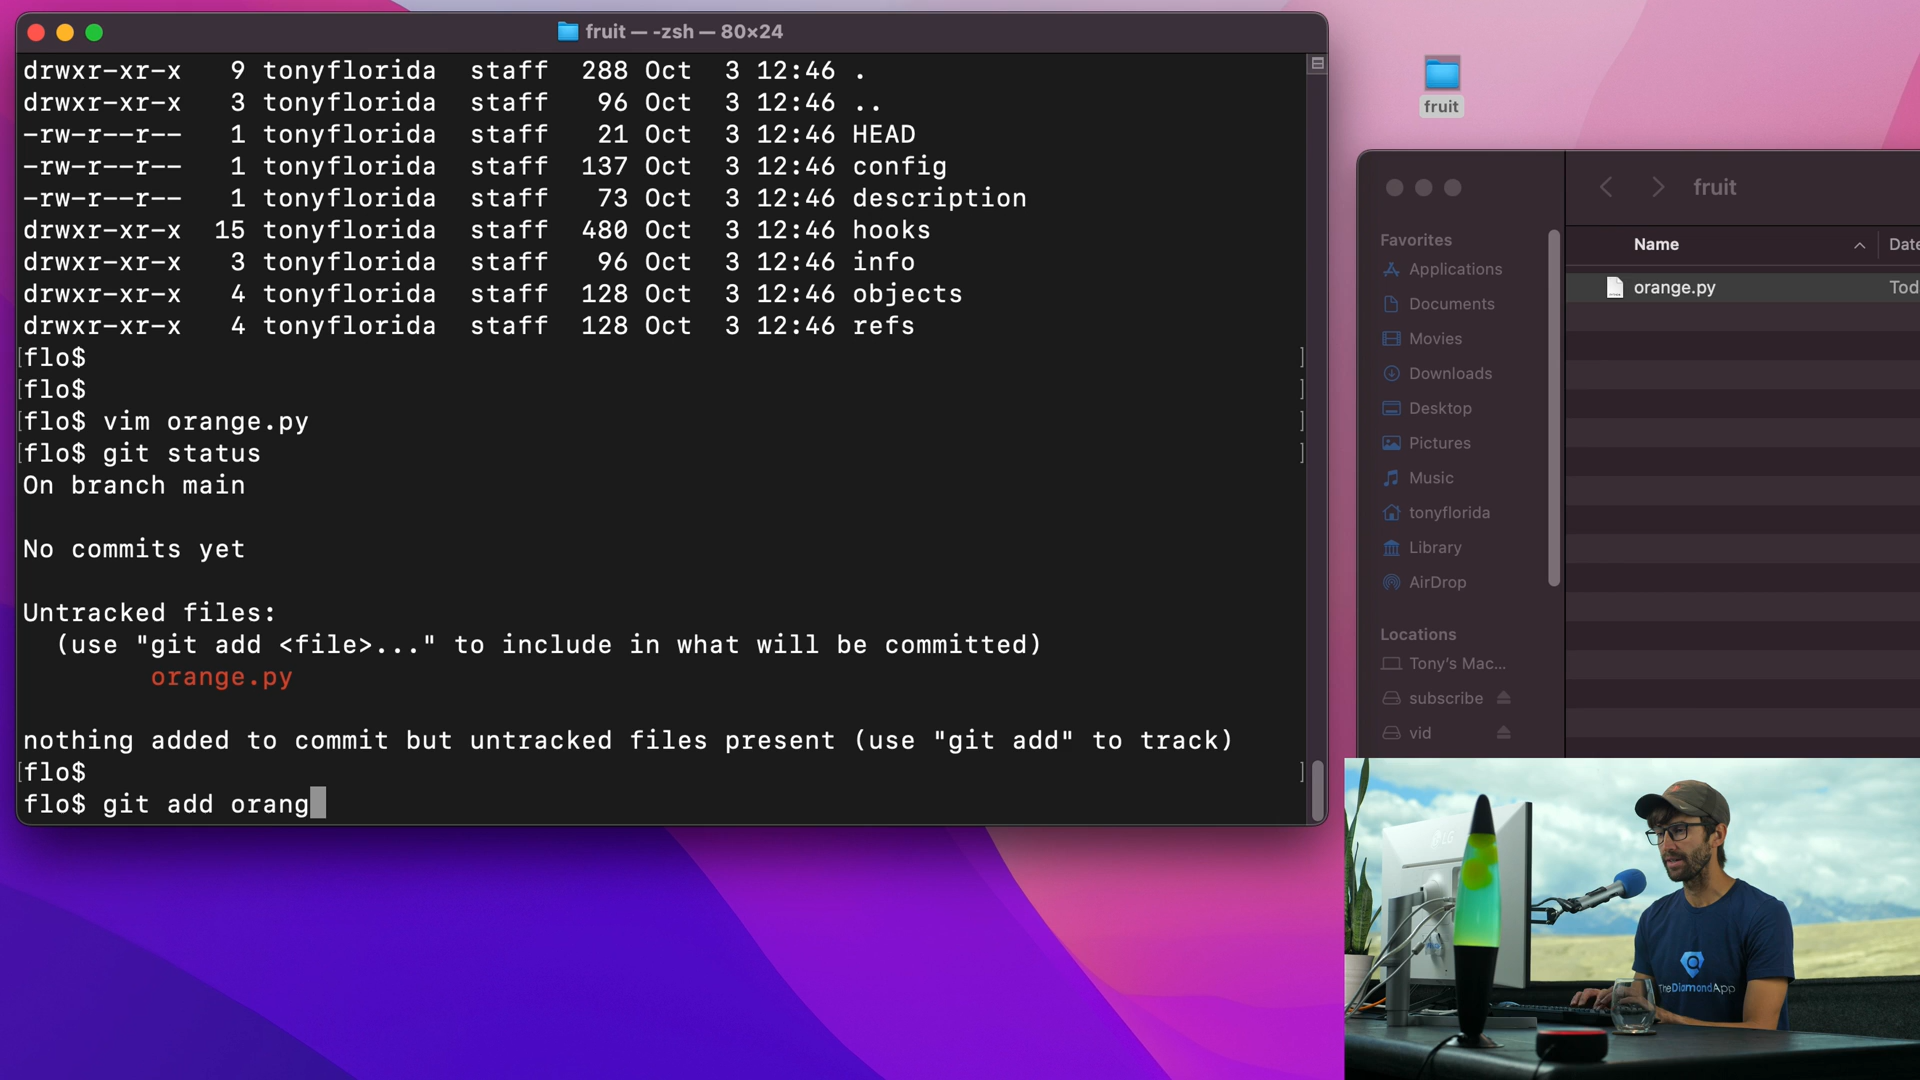 fruit — -zsh — 80×24
drwxr-xr-x   9 tonyflorida  staff  288 Oct  3 12:46 .
drwxr-xr-x   3 tonyflorida  staff   96 Oct  3 12:46 ..
-rw-r--r--   1 tonyflorida  staff   21 Oct  3 12:46 HEAD
-rw-r--r--   1 tonyflorida  staff  137 Oct  3 12:46 config
-rw-r--r--   1 tonyflorida  staff   73 Oct  3 12:46 description
drwxr-xr-x  15 tonyflorida  staff  480 Oct  3 12:46 hooks
drwxr-xr-x   3 tonyflorida  staff   96 Oct  3 12:46 info
drwxr-xr-x   4 tonyflorida  staff  128 Oct  3 12:46 objects
drwxr-xr-x   4 tonyflorida  staff  128 Oct  3 12:46 refs
[flo$ ]
[flo$ ]
[flo$ vim orange.py ]
[flo$ git status ]
On branch main
No commits yet
Untracked files:
  (use "git add <file>..." to include in what will be committed)
        orange.py
nothing added to commit but untracked files present (use "git add" to track)
[flo$ ]
flo$ git add orang
fruit
fruit
Favorites
Applications
Documents
Movies
Downloads
Desktop
Pictures
Music
tonyflorida
Library
AirDrop
Locations
Tony's Mac...
subscribe
vid
Name
Date
orange.py
Tod
LG
TheDiamondApp